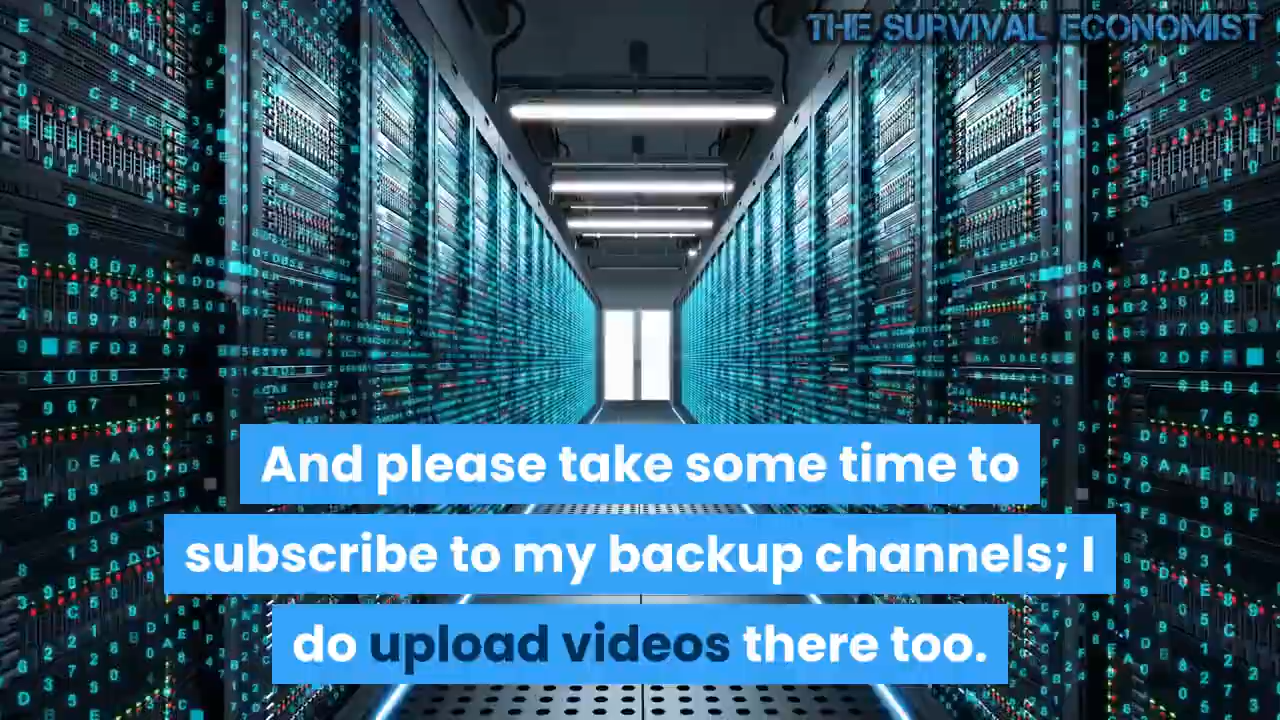 THE SURVIVAL ECONOMIST
And please take some time to
subscribe to my backup channels; I
do upload videos there too.